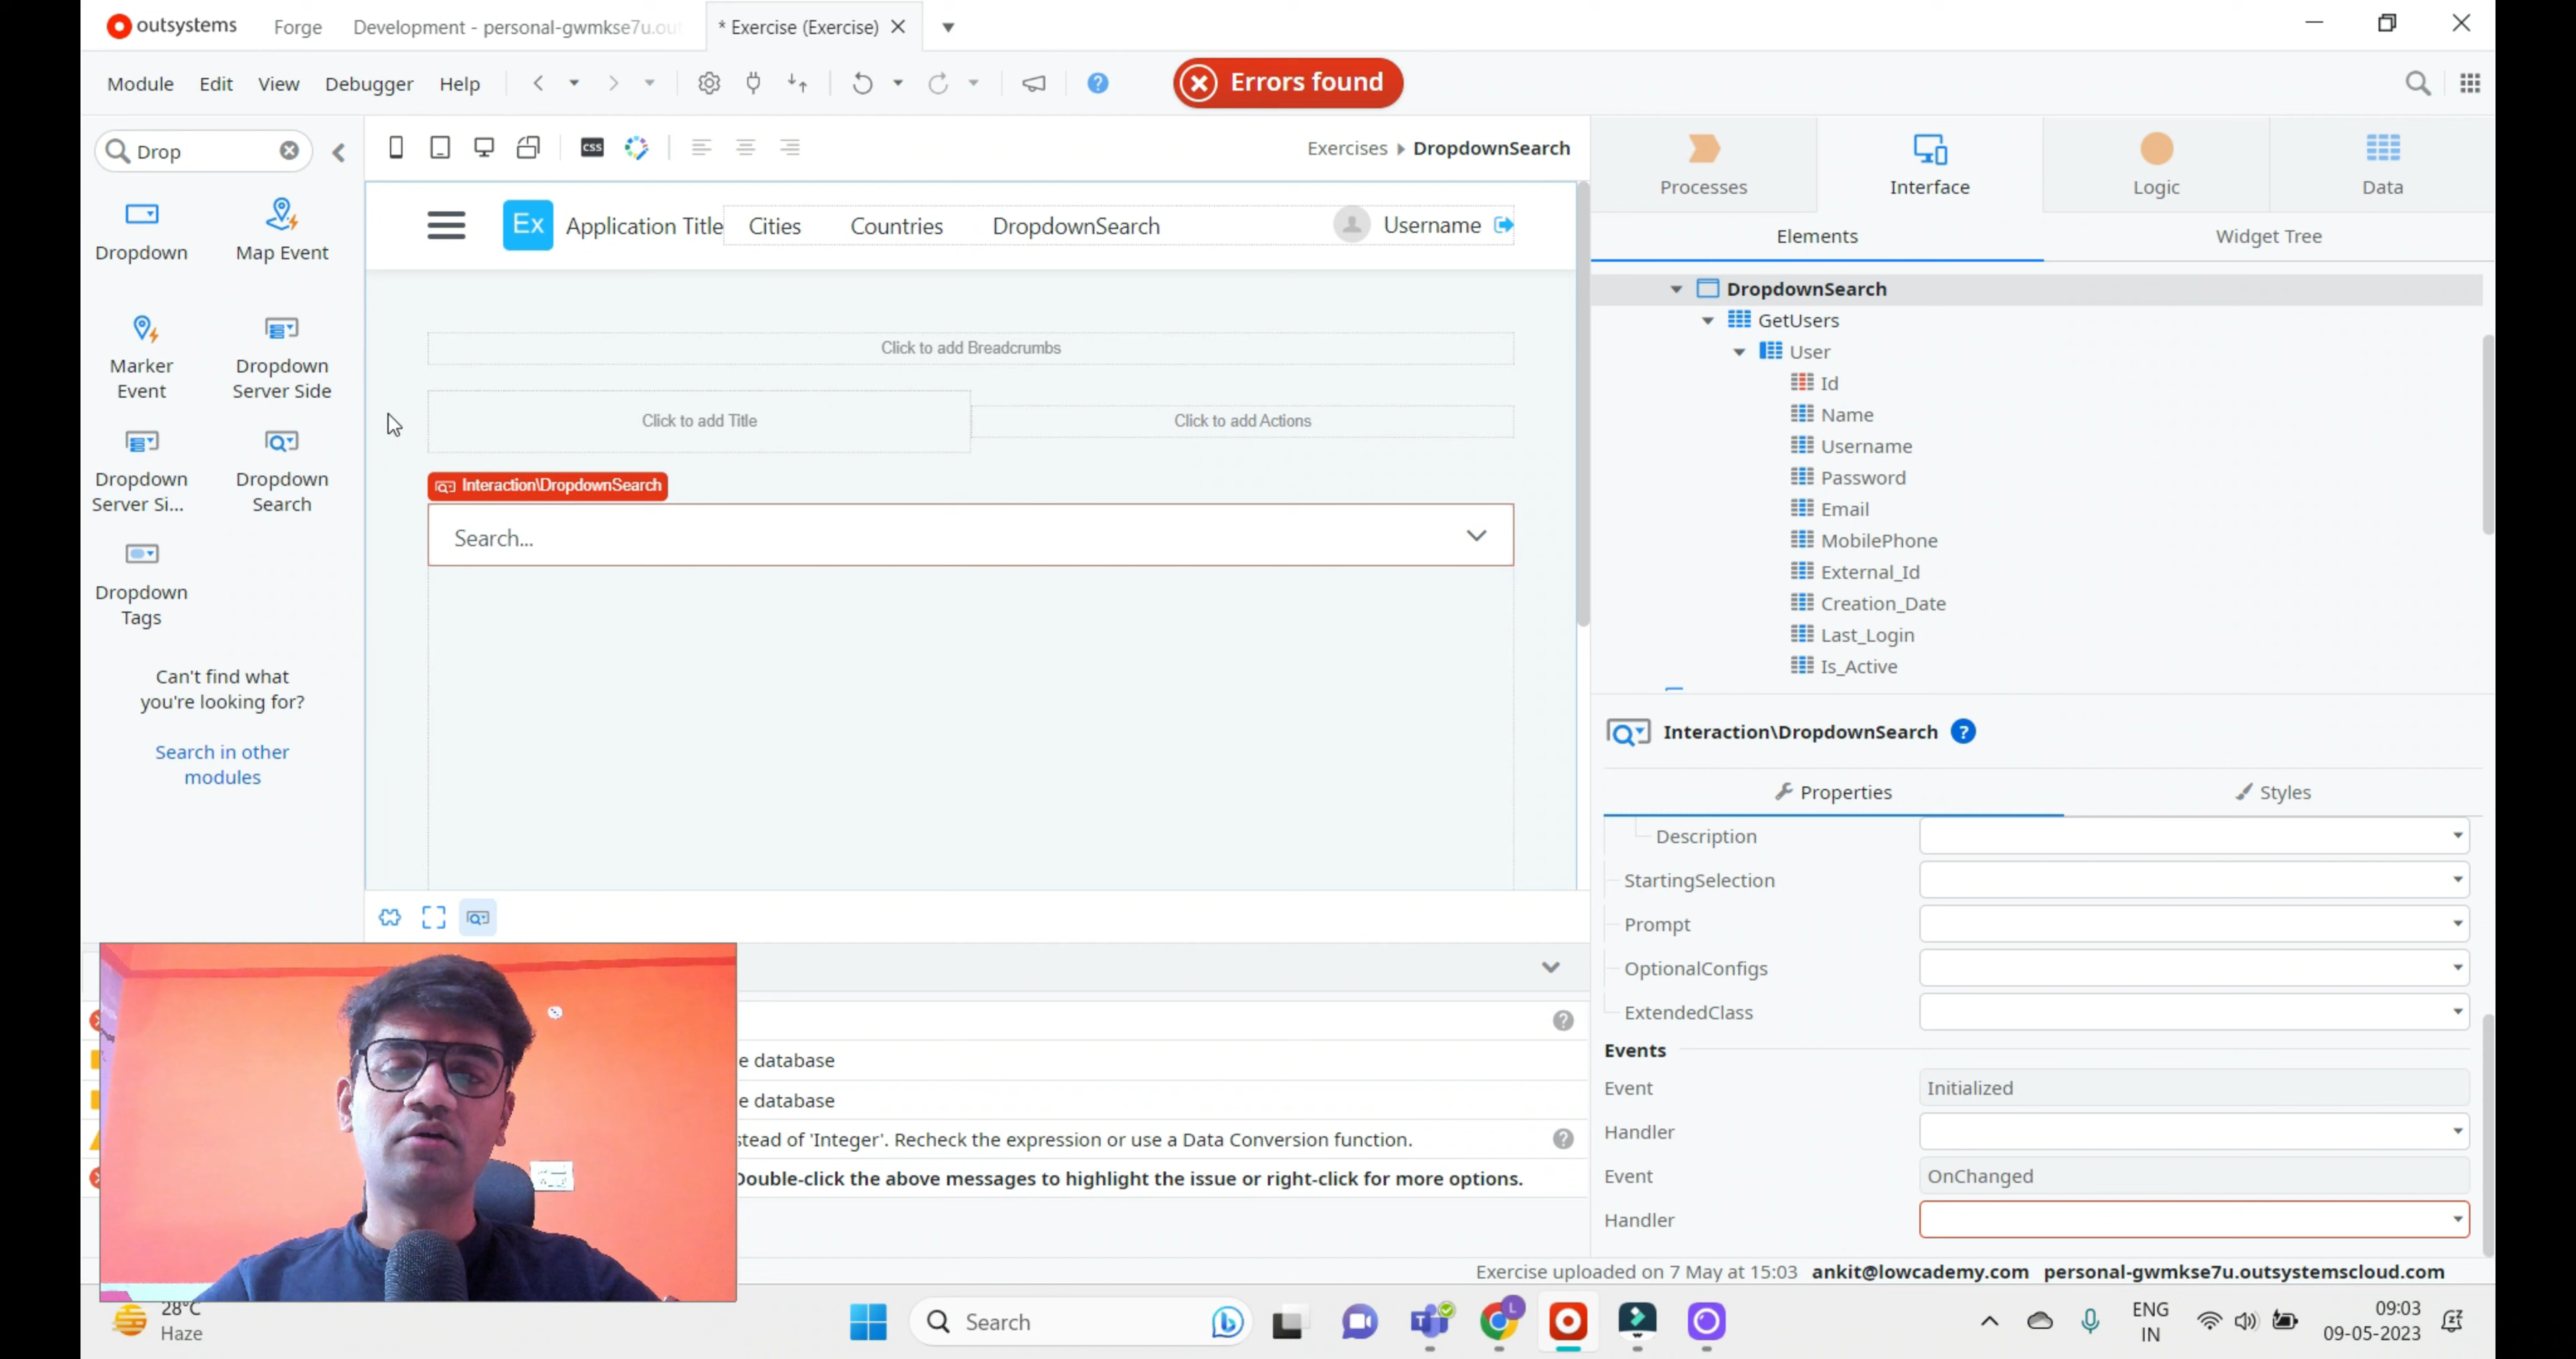 outsystems
Forge
Development - personal-gwmkse7u.out
* Exercise (Exercise)
Module Edit View Debugger Help
Errors found
Drop
Dropdown
Map Event
Marker Event
Dropdown Server Side
Dropdown Server Si...
Dropdown Search
Dropdown Tags
Can't find what
you're looking for?
Search in other
modules
css
Exercises DropdownSearch
Ex Application Title Cities Countries DropdownSearch Username
Click to add Breadcrumbs
Click to add Title
Click to add Actions
Interaction\DropdownSearch
Search...
e database
e database
stead of 'Integer'. Recheck the expression or use a Data Conversion function.
Double-click the above messages to highlight the issue or right-click for more options.
Processes Interface Logic Data
Elements Widget Tree
DropdownSearch
GetUsers
User
Id
Name
Username
Password
Email
MobilePhone
External_Id
Creation_Date
Last_Login
Is_Active
Interaction\DropdownSearch ?
Properties Styles
Description
StartingSelection
Prompt
OptionalConfigs
ExtendedClass
Events
Event Initialized
Handler
Event OnChanged
Handler
Exercise uploaded on 7 May at 15:03 ankit@lowcademy.com personal-gwmkse7u.outsystemscloud.com
28°C
Haze
Search
L
ENG
IN
09:03
09-05-2023